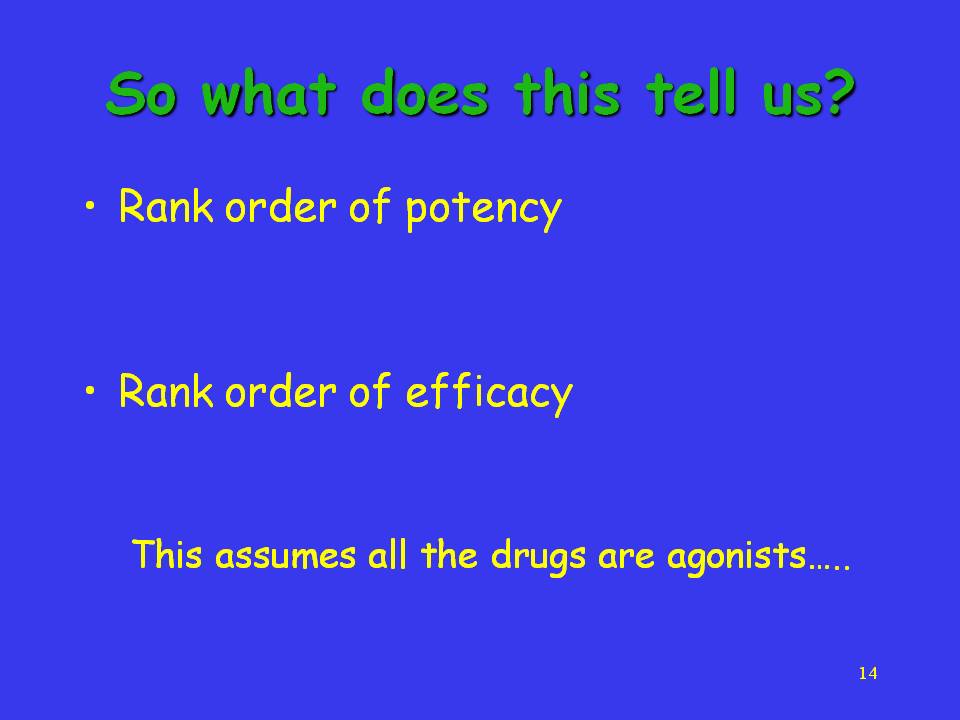 So what does this tell us?
• Rank order of potency
• Rank order of efficacy
This assumes all the drugs are agonists…..
14